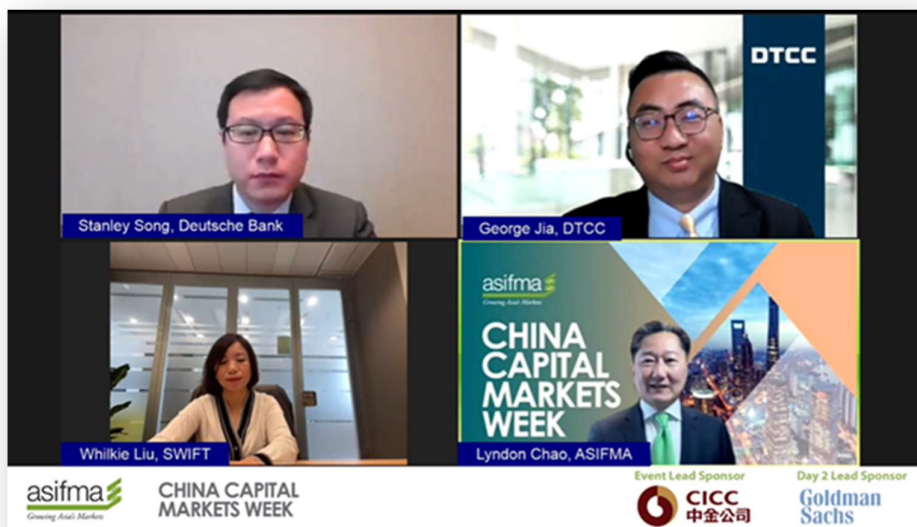 DTCC
Stanley Song, Deutsche Bank
George Jia, DTCC
asifma
Growing Asia's Markets
CHINA
CAPITAL
MARKETS
WEEK
Whilkie Liu, SWIFT
Lyndon Chao, ASIFMA
asifma
Growing Asia's Markets
CHINA CAPITAL
MARKETS WEEK
Event Lead Sponsor
CICC
中金公司
Day 2 Lead Sponsor
Goldman
Sachs